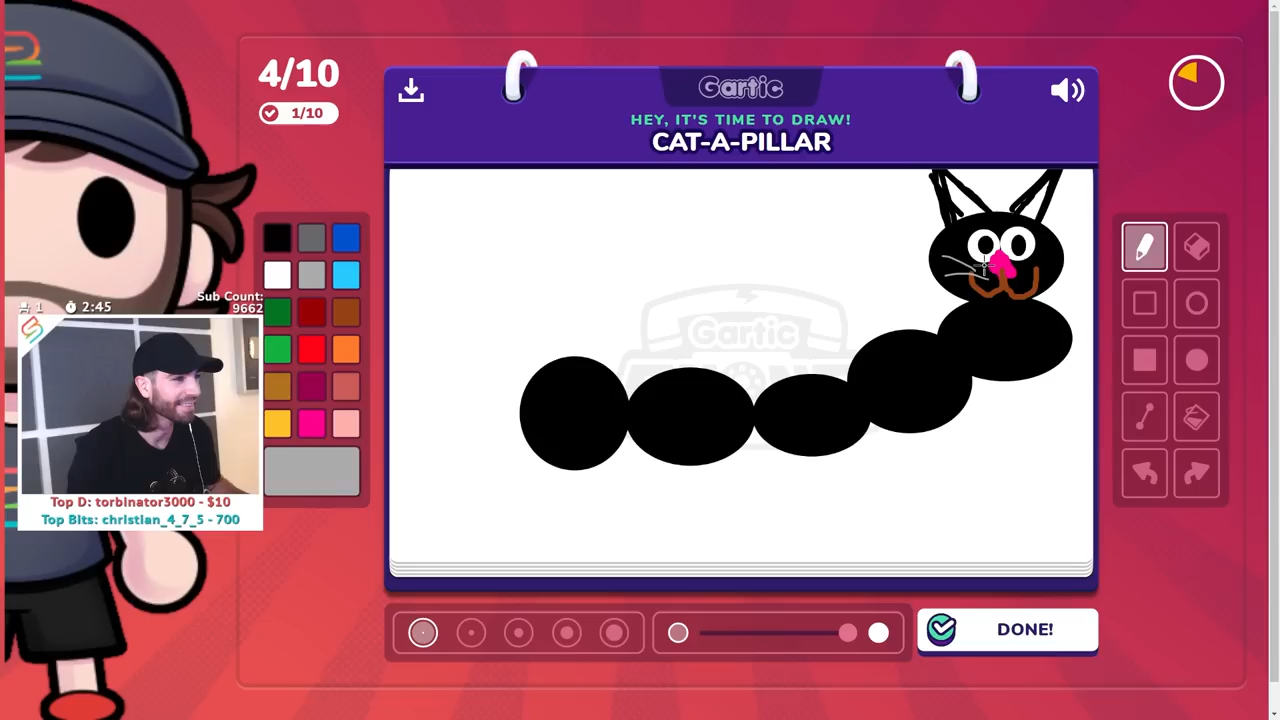 4/10
1/10
Gartic
HEY, IT'S TIME TO DRAW!
CAT-A-PILLAR
Sub Count:
9662
1
2:45
Gartic
Top D: torbinator3000 - $10
Top Bits: christian_4_7_5 - 700
DONE!